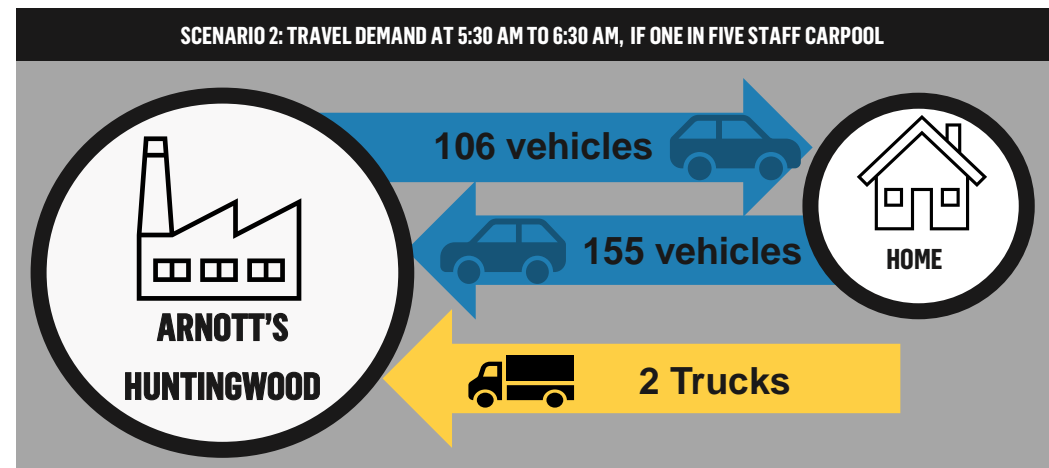 SCENARIO 2: TRAVEL DEMAND AT 5:30 AM TO 6:30 AM, IF ONE IN FIVE STAFF CARPOOL
106 vehicles
155 vehicles
HOME
ARNOTT'S
HUNTINGWOOD
2 Trucks